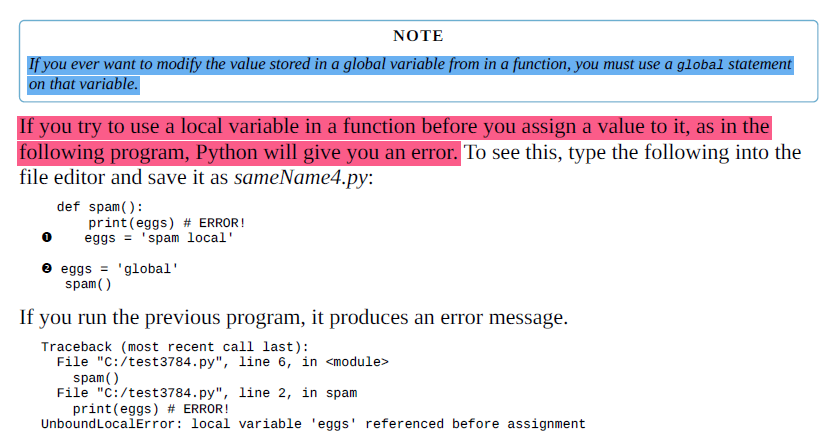 NOTE
If you ever want to modify the value stored in a global variable from in a function, you must use a global statement
on that variable.
If you try to use a local variable in a function before you assign a value to it, as in the
following program, Python will give you an error. To see this, type the following into the
file editor and save it as sameName4.py:
def spam():
print(eggs) # ERROR!
❶ eggs = 'spam local'
❷ eggs = 'global'
spam()
If you run the previous program, it produces an error message.
Traceback (most recent call last):
File "C:/test3784.py", line 6, in <module>
spam()
File "C:/test3784.py", line 2, in spam
print(eggs) # ERROR!
UnboundLocalError: local variable 'eggs' referenced before assignment